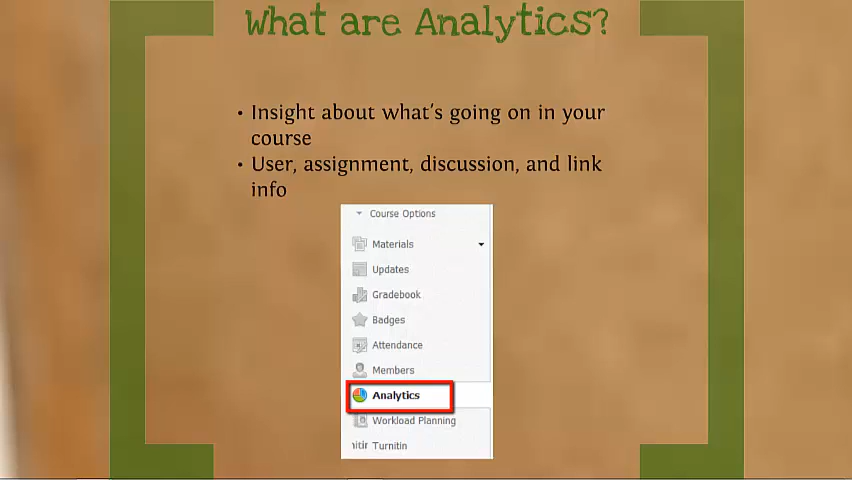 What are Analytics?
• Insight about what's going on in your
course
• User, assignment, discussion, and link
info
Course Options
Materials
Updates
Gradebook
Badges
Attendance
Members
Analytics
Workload Planning
Turnitin